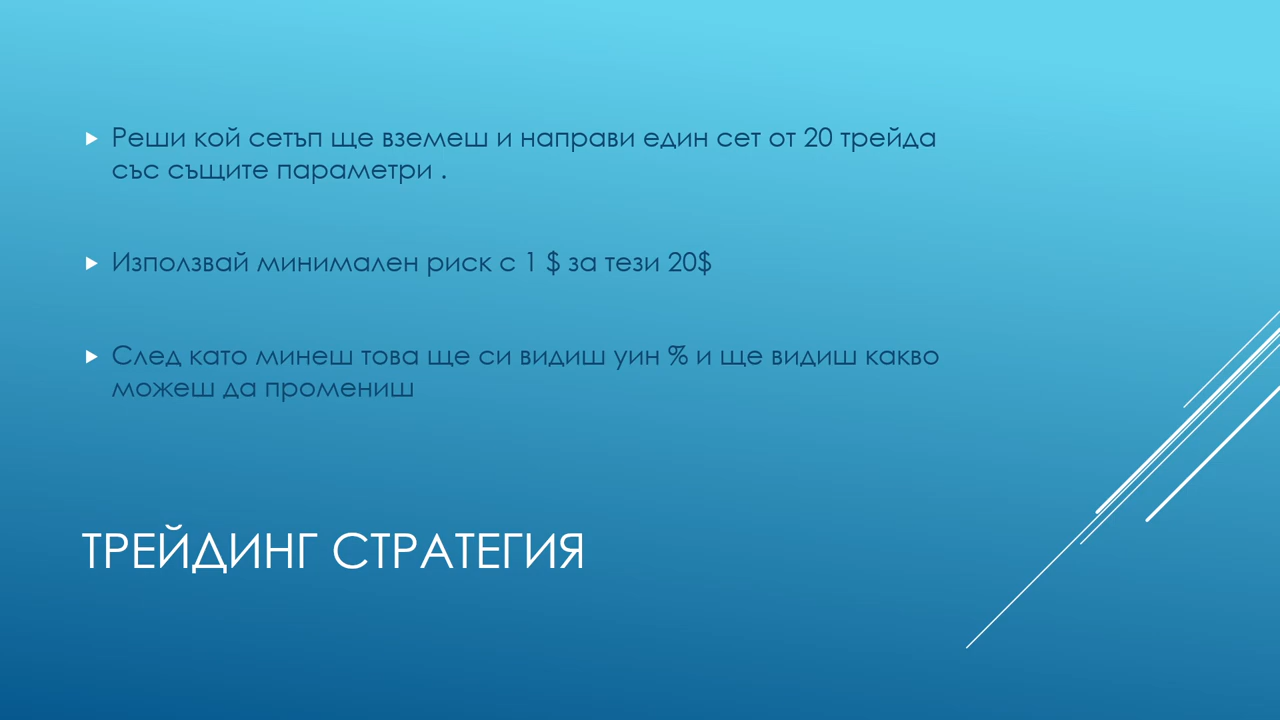 Реши кой сетъп ще вземеш и направи един сет от 20 трейда
със същите параметри .
Използвай минимален риск с 1 $ за тези 20$
След като минеш това ще си видиш уин % и ще видиш какво
можеш да промениш
ТРЕЙДИНГ СТРАТЕГИЯ